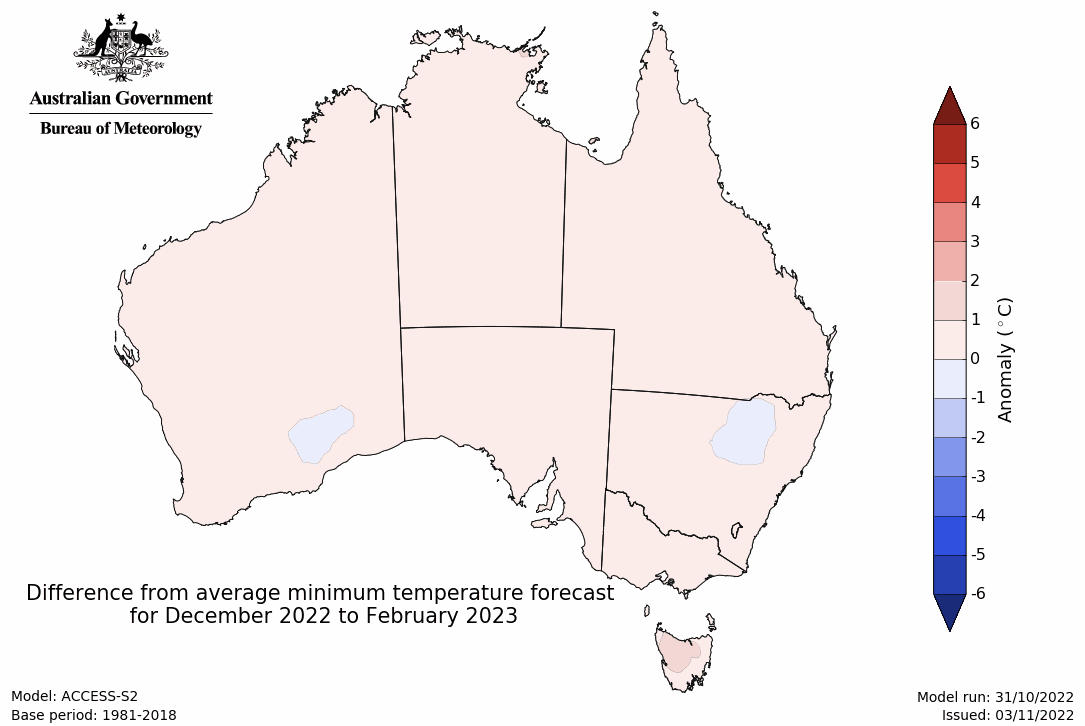 Australian Government
Bureau of Meteorology
6
5
4
3
2
1
0
-1
-2
-3
-4
-5
-6
Anomaly (°C)
Difference from average minimum temperature forecast
for December 2022 to February 2023
Model: ACCESS-S2
Base period: 1981-2018
Model run: 31/10/2022
Issued: 03/11/2022